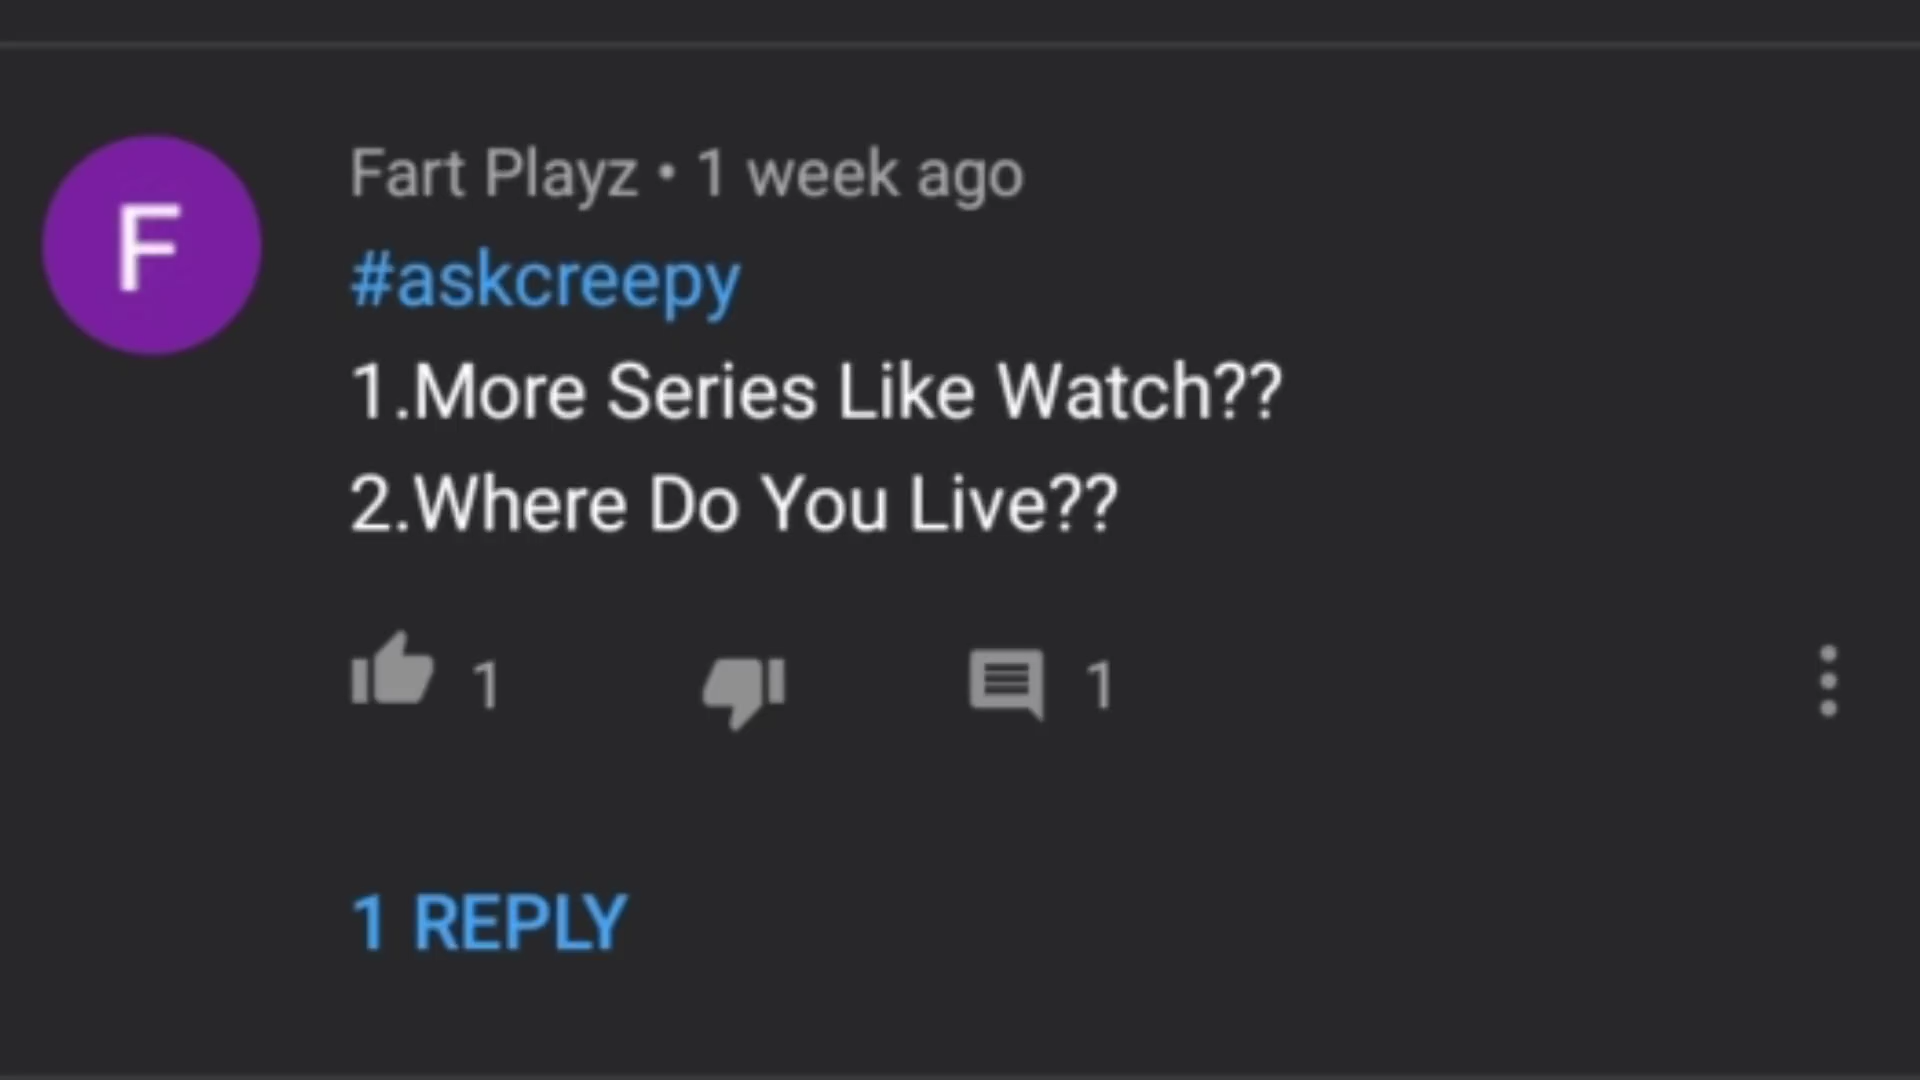 F
Fart Playz • 1 week ago
#askcreepy
1.More Series Like Watch??
2.Where Do You Live??
1 1
1 REPLY